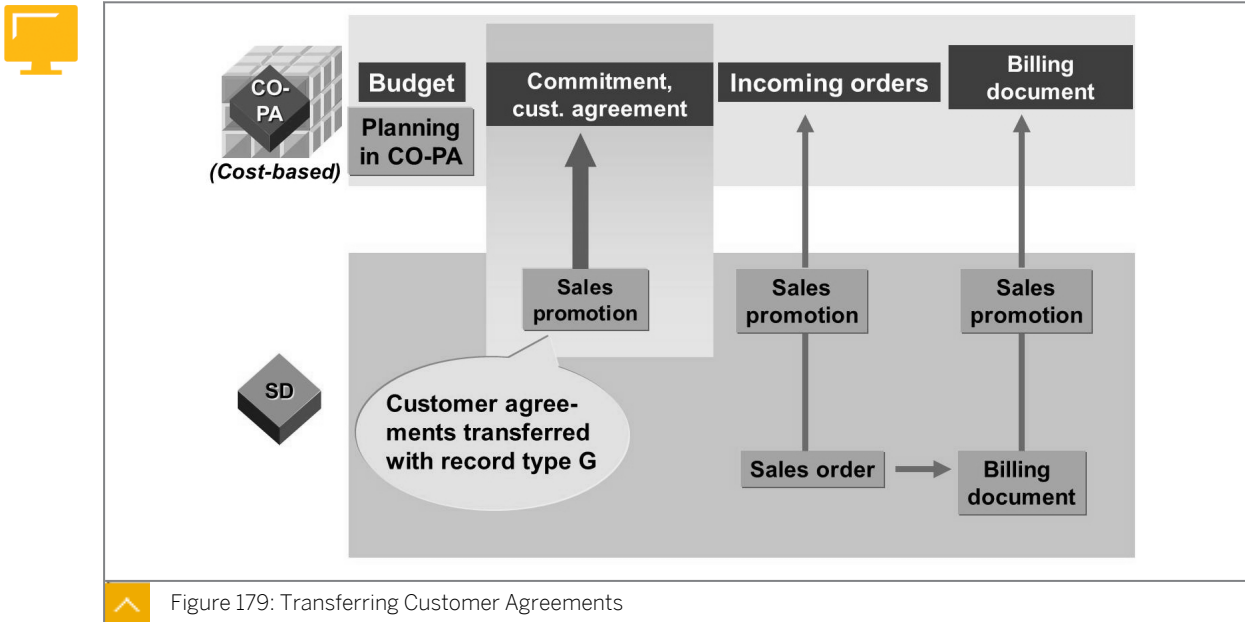 CO-
PA
(Cost-based)
Budget
Planning
in CO-PA
Commitment,
cust. agreement
Incoming orders
Billing
document
Sales
promotion
Sales
promotion
Sales
promotion
SD
Customer agree-
ments transferred
with record type G
Sales order
Billing
document
Figure 179: Transferring Customer Agreements